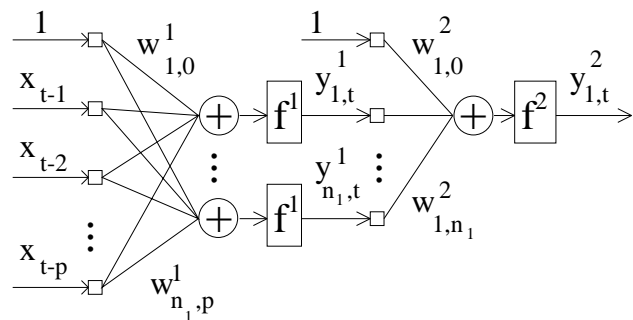 1 w^1_{1,0} 1 w^2_{1,0}
x_{t-1} y^1_{1,t} y^2_{1,t}
+ f^1 + f^2
x_{t-2} y^1_{n_1,t}
+ f^1 w^2_{1,n_1}
x_{t-p} w^1_{n_1,p}